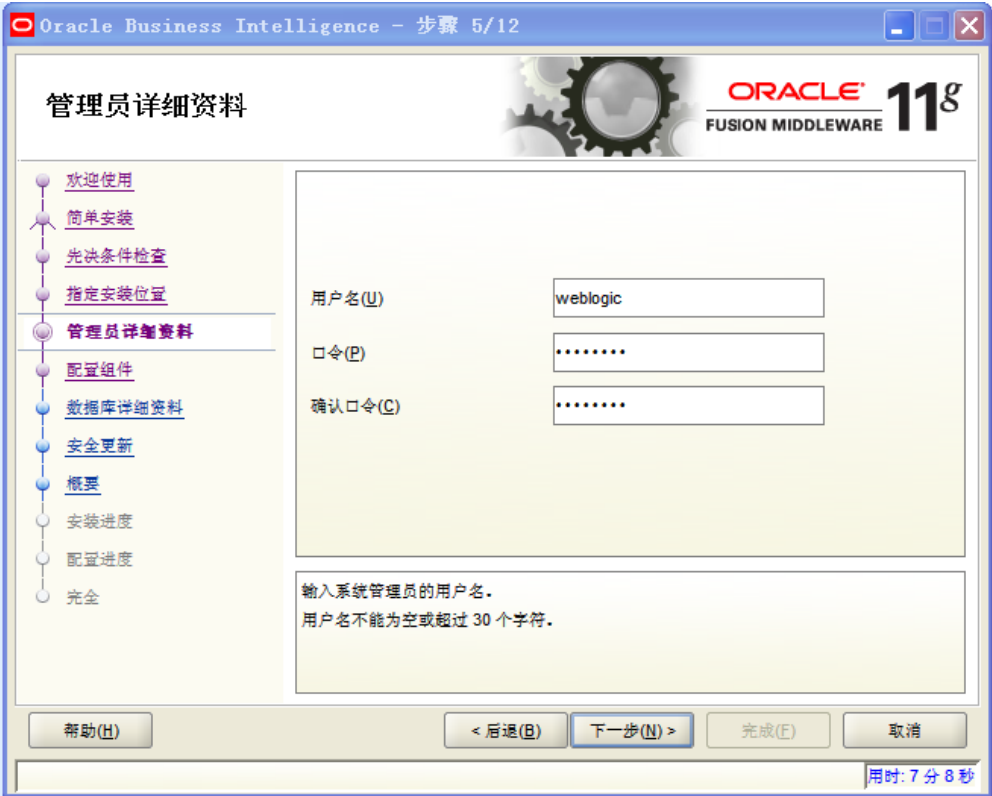 Oracle Business Intelligence - 步骤 5/12
管理员详细资料
ORACLE
FUSION MIDDLEWARE
11g
欢迎使用
简单安装
先决条件检查
指定安装位置
管理员详细资料
配置组件
数据库详细资料
安全更新
概要
安装进度
配置进度
完全
用户名(U)
weblogic
口令(P)
••••••••
确认口令(C)
••••••••
输入系统管理员的用户名.
用户名不能为空或超过 30 个字符.
帮助(H)
< 后退(B)
下一步(N) >
完成(F)
取消
用时: 7 分 8 秒